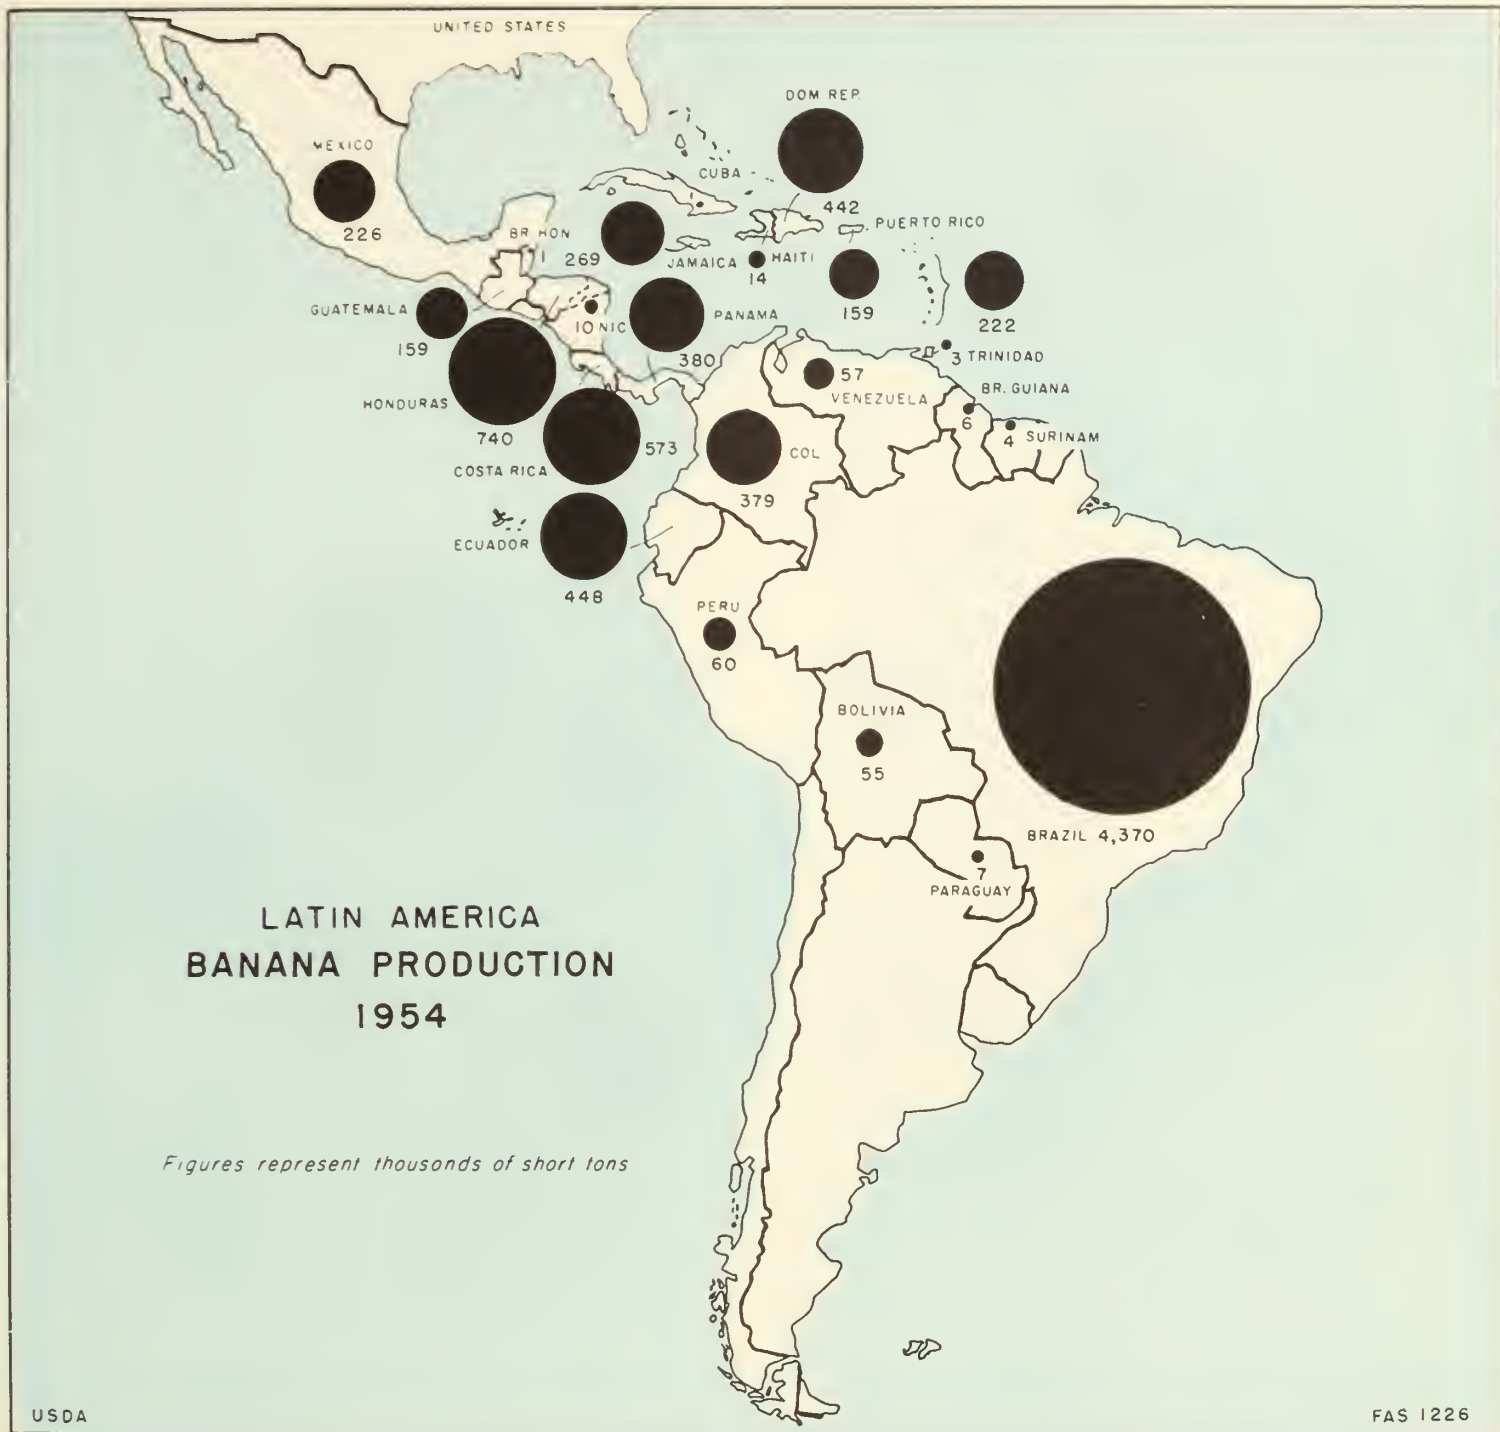 UNITED STATES
DOM REP.
MEXICO
226
CUBA
442
PUERTO RICO
BR HON
1
269
JAMAICA
HAITI
14
159
222
GUATEMALA
159
10 NIC
PANAMA
380
3 TRINIDAD
57
VENEZUELA
BR. GUIANA
6
4 SURINAM
HONDURAS
740
COSTA RICA
573
COL
379
ECUADOR
448
PERU
60
BOLIVIA
55
BRAZIL 4,370
7
PARAGUAY
LATIN AMERICA
BANANA PRODUCTION
1954
Figures represent thousands of short tons
USDA
FAS 1226